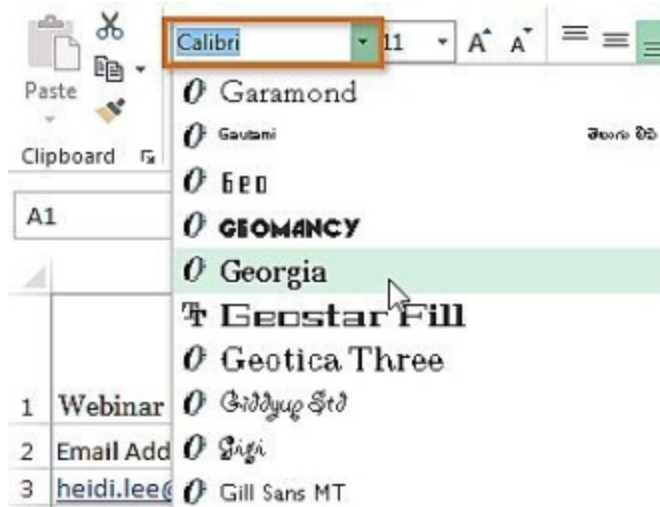 Calibri 11 A A
Paste
Clipboard
A1
Garamond
Gautami తెలుగు లిపి
Geo
GEOMANCY
Georgia
Geostar Fill
Geotica Three
Giddyup Std
Gigi
Gill Sans MT
1 Webinar
2 Email Add
3 heidi.lee@